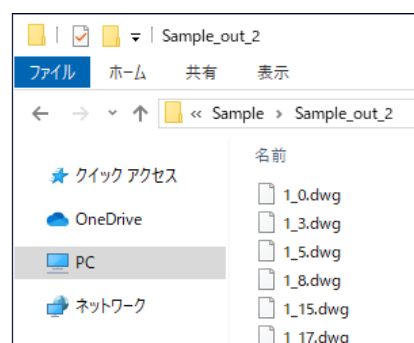 Sample_out_2
ファイル ホーム 共有 表示
« Sample > Sample_out_2
名前
クイック アクセス
1_0.dwg
OneDrive
1_3.dwg
1_5.dwg
PC
1_8.dwg
ネットワーク
1_15.dwg
1_17.dwg